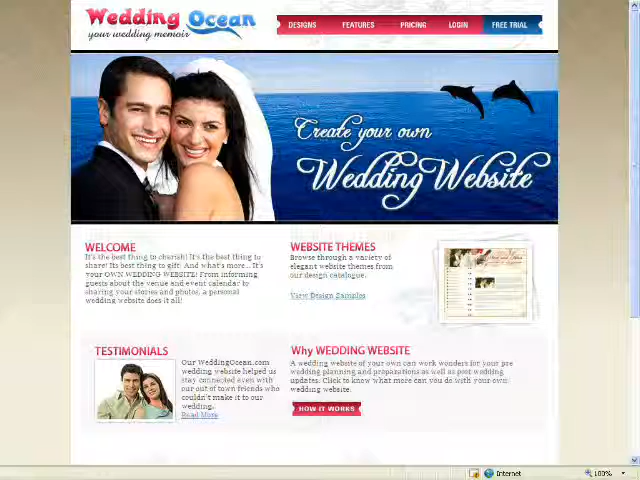 Wedding Ocean
your wedding memoir
DESIGNS FEATURES PRICING LOGIN FREE TRIAL
Create your own
Wedding Website
WELCOME
It's the best thing to cherish! It's the best thing to
share! Its best thing to gift! And what's more... It's
your OWN WEDDING WEBSITE! From informing
guests about the venue and event calendar to
sharing your stories and photos, a personal
wedding website does it all!
WEBSITE THEMES
Browse through a variety of
elegant website themes from
our design catalogue.
View Design Samples
TESTIMONIALS
Our WeddingOcean.com
wedding website helped us
stay connected even with
our out of town friends who
couldn't make it to our
wedding.
Read More
Why WEDDING WEBSITE
A wedding website of your own can work wonders for your pre
wedding planning and preparations as well as post wedding
updates. Click to know what more can you do with your own
wedding website.
HOW IT WORKS
Internet 100%